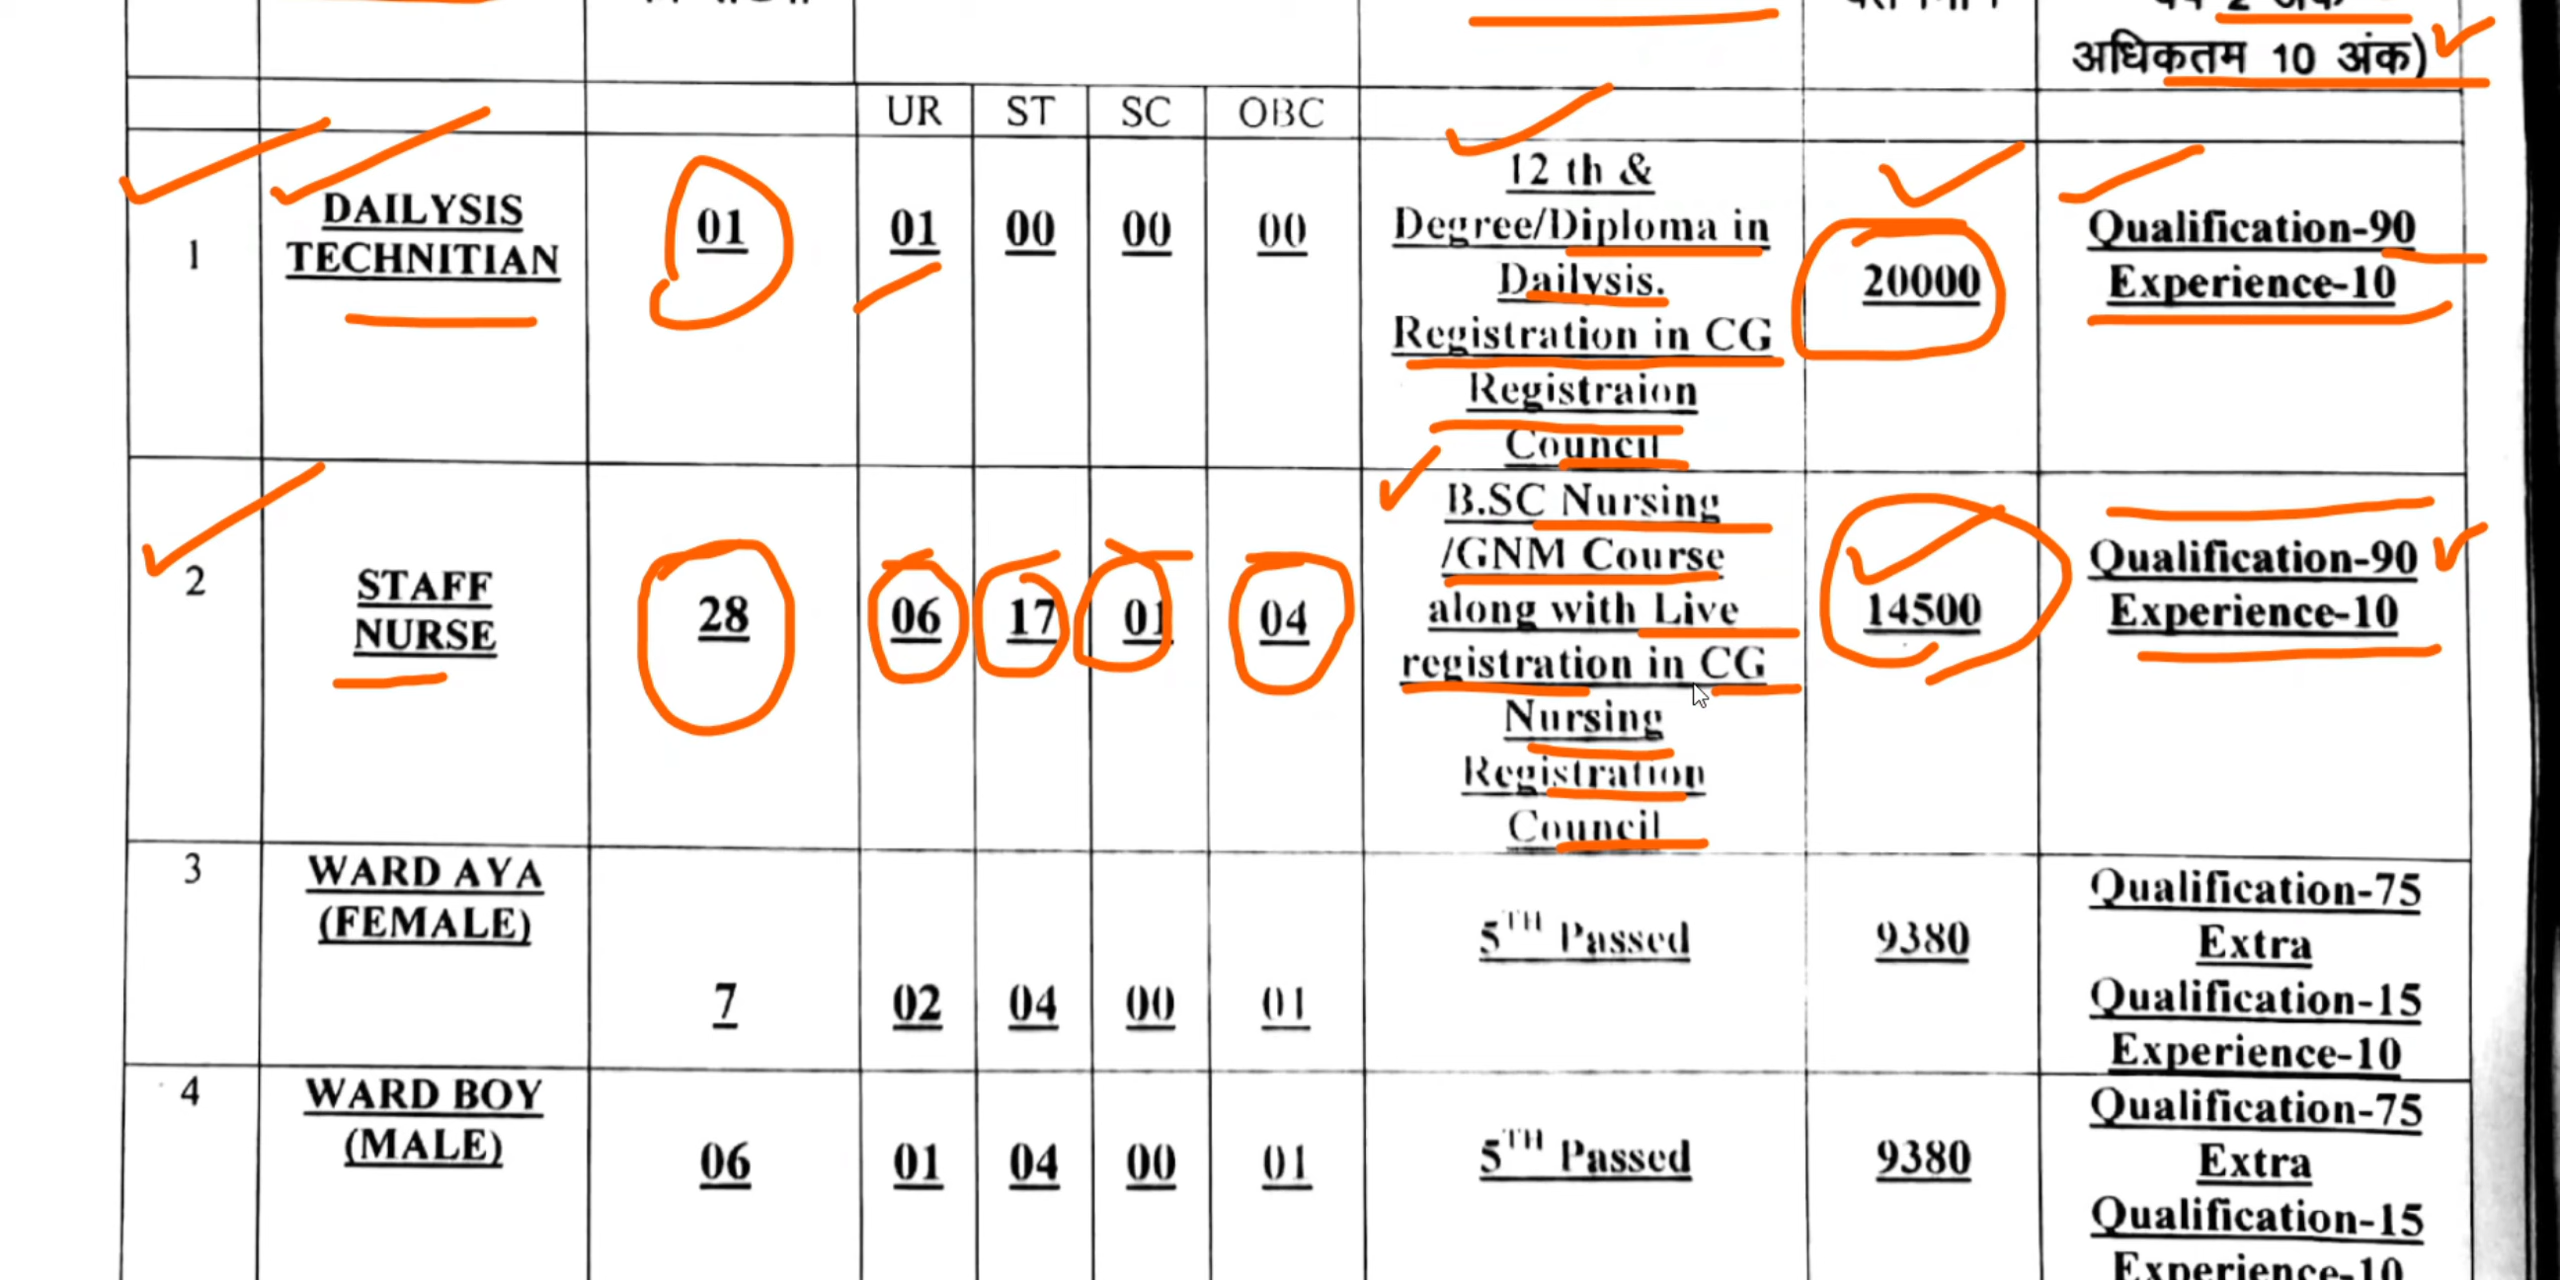 अधिकतम 10 अंक)
UR ST SC OBC
1 DAILYSIS TECHNITIAN 01 01 00 00 00
12 th &
Degree/Diploma in
Dailysis.
Registration in CG
Registraion
Council
20000
Qualification-90
Experience-10
2 STAFF NURSE 28 06 17 01 04
B.SC Nursing
/GNM Course
along with Live
registration in CG
Nursing
Registration
Council
14500
Qualification-90
Experience-10
3 WARD AYA
(FEMALE)
7 02 04 00 01
5TH Passed
9380
Qualification-75
Extra
Qualification-15
Experience-10
4 WARD BOY
(MALE)
06 01 04 00 01
5TH Passed
9380
Qualification-75
Extra
Qualification-15
Experience-10